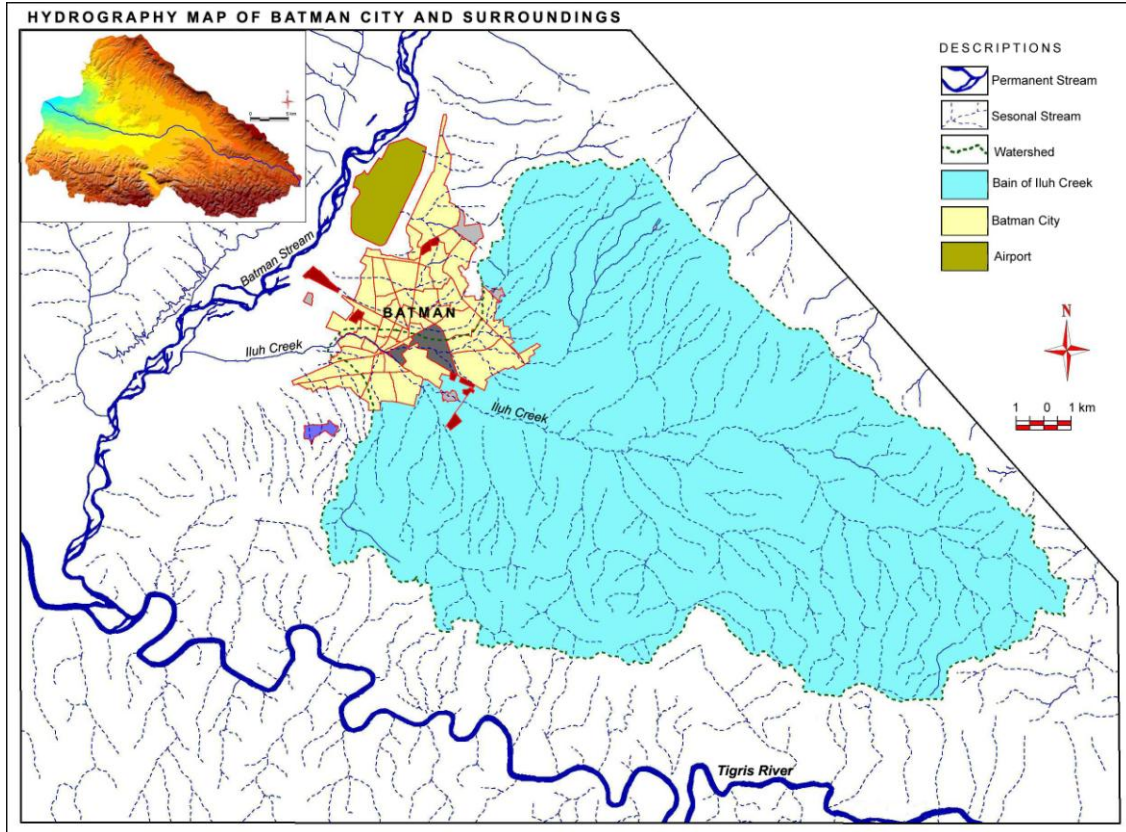 HYDROGRAPHY MAP OF BATMAN CITY AND SURROUNDINGS
DESCRIPTIONS
Permanent Stream
Sesonal Stream
Watershed
Bain of Iluh Creek
Batman City
Airport
N
1 0 1 km
Batman Stream
BATMAN
Iluh Creek
Iluh Creek
Tigris River